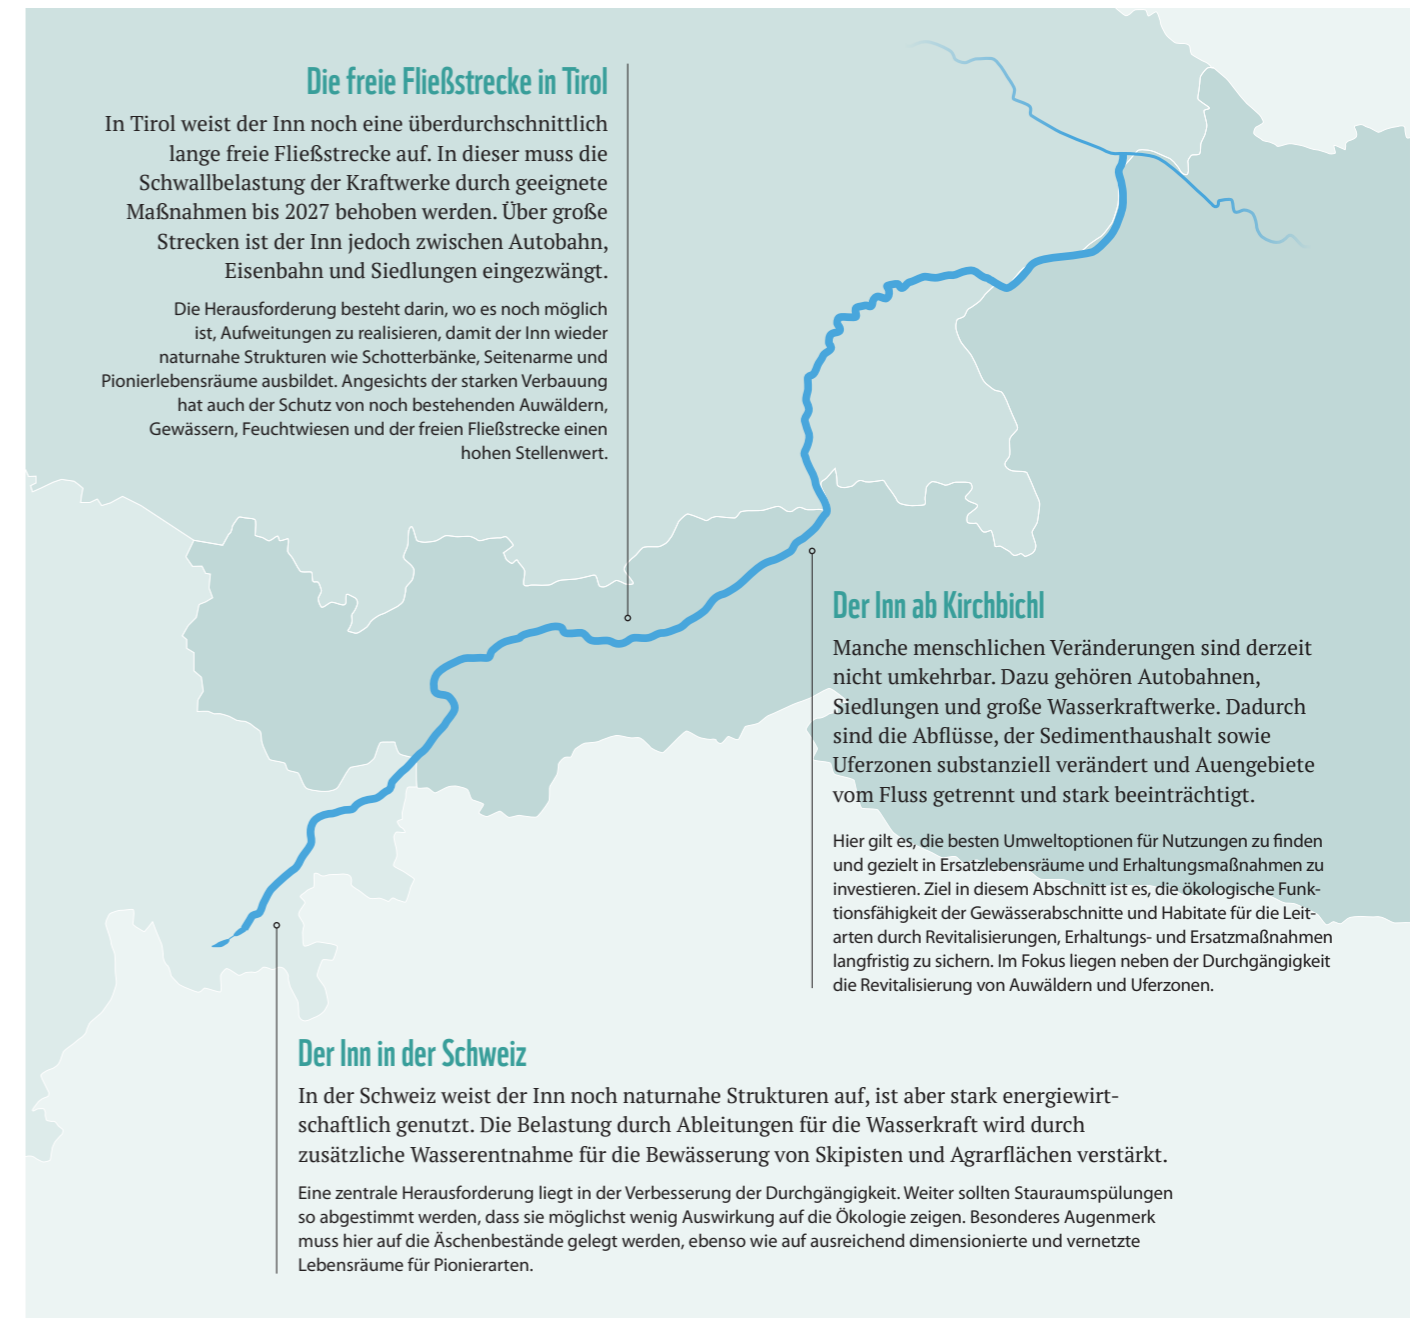 Die freie Fließstrecke in Tirol
In Tirol weist der Inn noch eine überdurchschnittlich
lange freie Fließstrecke auf. In dieser muss die
Schwallbelastung der Kraftwerke durch geeignete
Maßnahmen bis 2027 behoben werden. Über große
Strecken ist der Inn jedoch zwischen Autobahn,
Eisenbahn und Siedlungen eingezwängt.
Die Herausforderung besteht darin, wo es noch möglich
ist, Aufweitungen zu realisieren, damit der Inn wieder
naturnahe Strukturen wie Schotterbänke, Seitenarme und
Pionierlebensräume ausbildet. Angesichts der starken Verbauung
hat auch der Schutz von noch bestehenden Auwäldern,
Gewässern, Feuchtwiesen und der freien Fließstrecke einen
hohen Stellenwert.
Der Inn ab Kirchbichl
Manche menschlichen Veränderungen sind derzeit
nicht umkehrbar. Dazu gehören Autobahnen,
Siedlungen und große Wasserkraftwerke. Dadurch
sind die Abflüsse, der Sedimenthaushalt sowie
Uferzonen substanziell verändert und Auengebiete
vom Fluss getrennt und stark beeinträchtigt.
Hier gilt es, die besten Umweltoptionen für Nutzungen zu finden
und gezielt in Ersatzlebensräume und Erhaltungsmaßnahmen zu
investieren. Ziel in diesem Abschnitt ist es, die ökologische Funk-
tionsfähigkeit der Gewässerabschnitte und Habitate für die Leit-
arten durch Revitalisierungen, Erhaltungs- und Ersatzmaßnahmen
langfristig zu sichern. Im Fokus liegen neben der Durchgängigkeit
die Revitalisierung von Auwäldern und Uferzonen.
Der Inn in der Schweiz
In der Schweiz weist der Inn noch naturnahe Strukturen auf, ist aber stark energiewirt-
schaftlich genutzt. Die Belastung durch Ableitungen für die Wasserkraft wird durch
zusätzliche Wasserentnahme für die Bewässerung von Skipisten und Agrarflächen verstärkt.
Eine zentrale Herausforderung liegt in der Verbesserung der Durchgängigkeit. Weiter sollten Stauraumspülungen
so abgestimmt werden, dass sie möglichst wenig Auswirkung auf die Ökologie zeigen. Besonderes Augenmerk
muss hier auf die Äschenbestände gelegt werden, ebenso wie auf ausreichend dimensionierte und vernetzte
Lebensräume für Pionierarten.